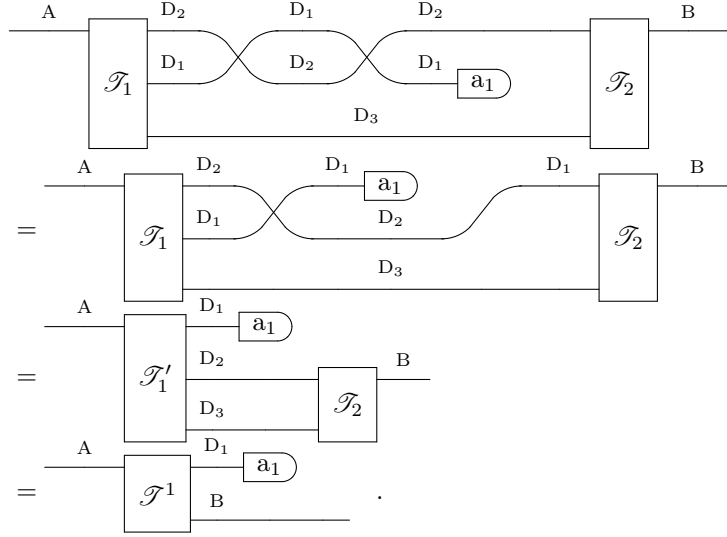 A D₂ D₁ D₂ B
𝒯₁ D₁ D₂ D₁ a₁ 𝒯₂
D₃
A D₂ D₁ a₁ D₁ B
= 𝒯₁ D₁ D₂ 𝒯₂
D₃
A D₁ a₁
= 𝒯₁′ D₂ B
D₃ 𝒯₂
A D₁ a₁
= 𝒯¹ B .